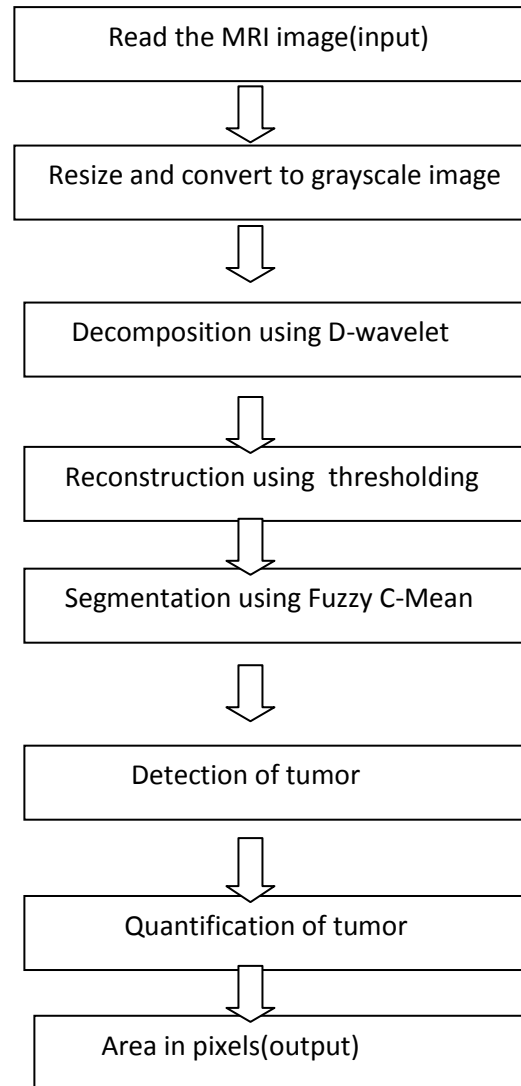 Read the MRI image(input)
Resize and convert to grayscale image
Decomposition using D-wavelet
Reconstruction using  thresholding
Segmentation using Fuzzy C-Mean
Detection of tumor
Quantification of tumor
Area in pixels(output)